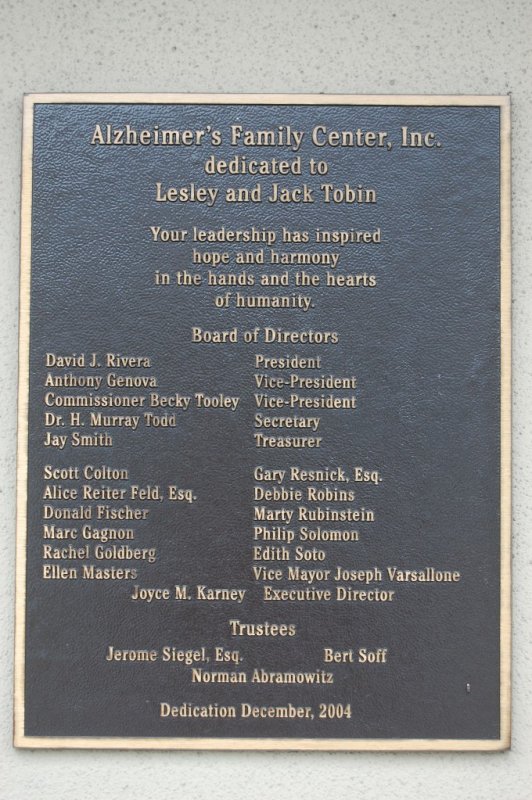 Alzheimer's Family Center, Inc.
dedicated to
Lesley and Jack Tobin
Your leadership has inspired
hope and harmony
in the hands and the hearts
of humanity.
Board of Directors
David J. Rivera President
Anthony Genova Vice-President
Commissioner Becky Tooley Vice-President
Dr. H. Murray Todd Secretary
Jay Smith Treasurer
Scott Colton Gary Resnick, Esq.
Alice Reiter Feld, Esq. Debbie Robins
Donald Fischer Marty Rubinstein
Marc Gagnon Philip Solomon
Rachel Goldberg Edith Soto
Ellen Masters Vice Mayor Joseph Varsallone
Joyce M. Karney Executive Director
Trustees
Jerome Siegel, Esq. Bert Soff
Norman Abramowitz
Dedication December, 2004